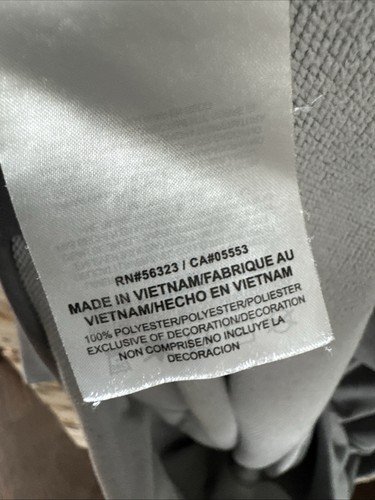 RN#56323 / CA#05553
MADE IN VIETNAM/FABRIQUE AU
VIETNAM/HECHO EN VIETNAM
100% POLYESTER/POLYESTER/POLIESTER
EXCLUSIVE OF DECORATION/DECORATION
NON COMPRISE/NO INCLUYE LA
DECORACION